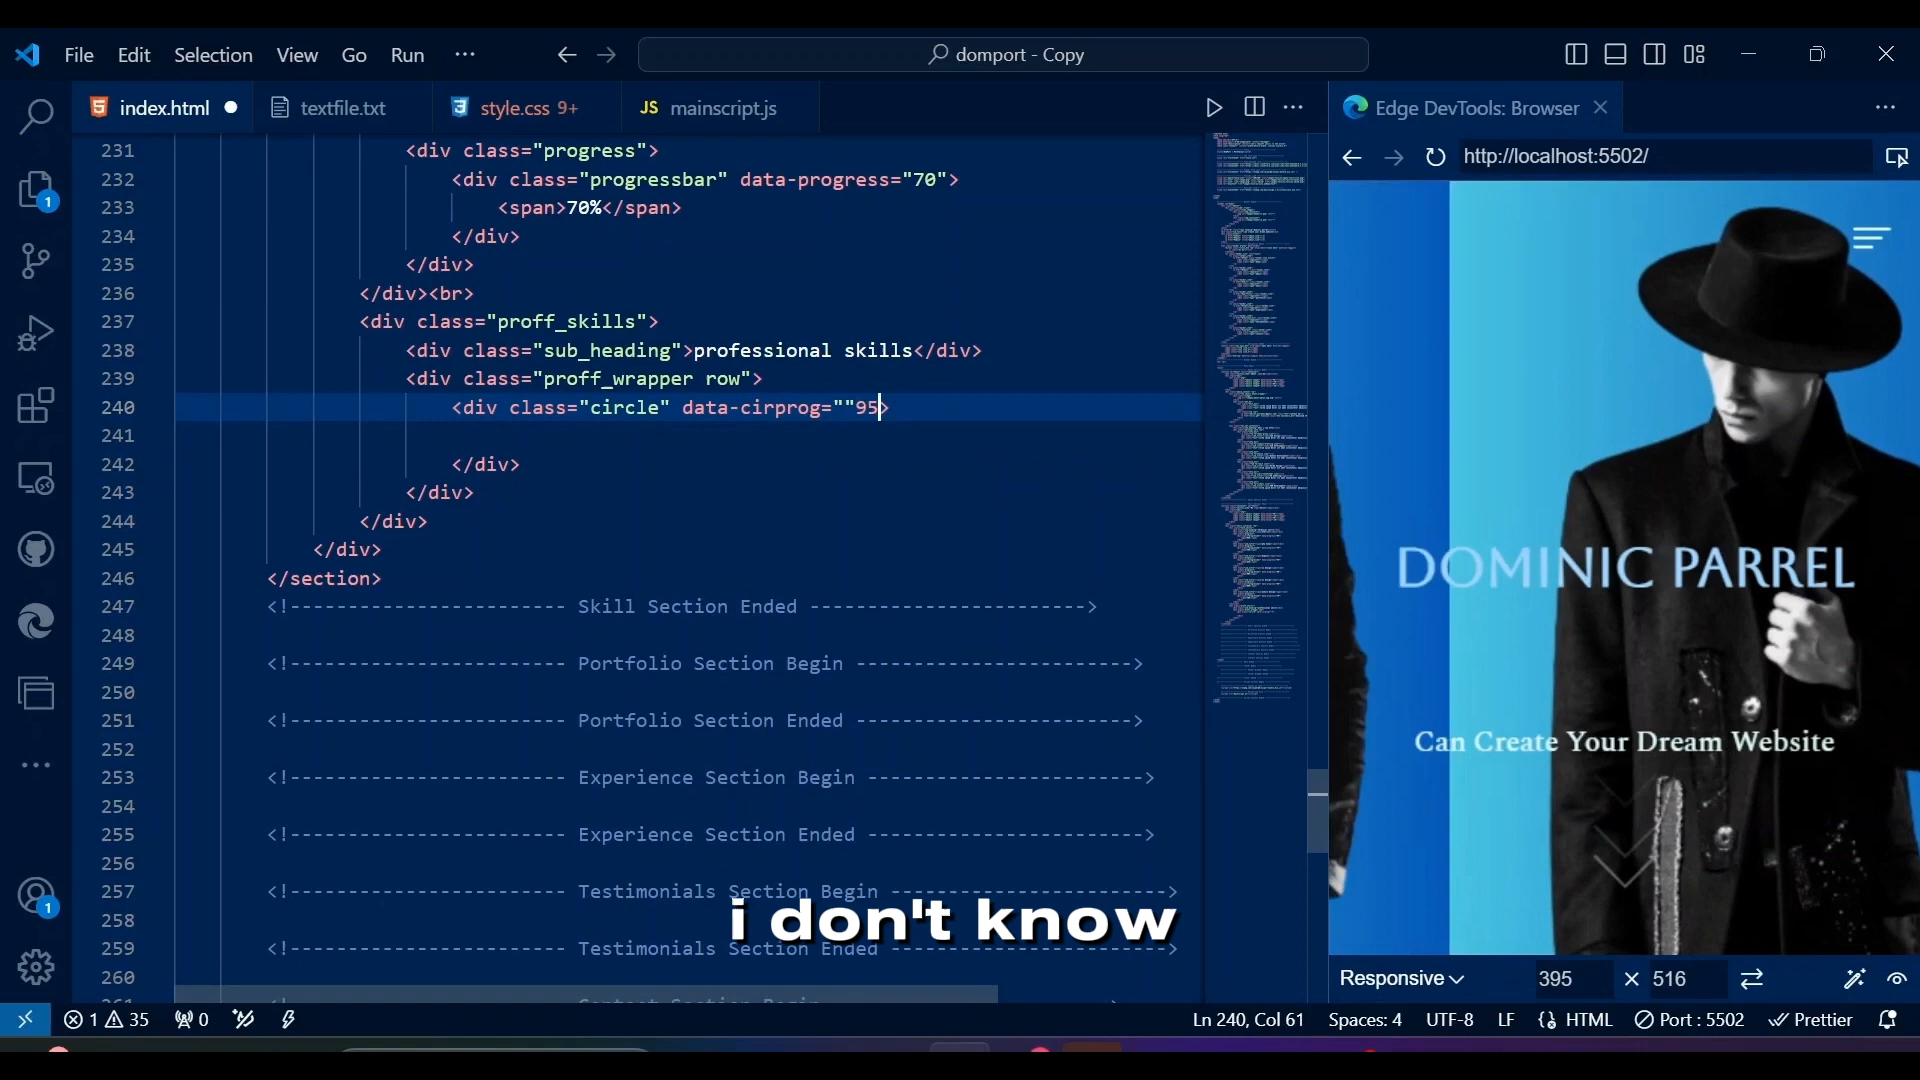 File Edit Selection View Go Run ...
domport - Copy
index.html
textfile.txt
style.css 9+
JS mainscript.js
Edge DevTools: Browser
http://localhost:5502/
231 <div class="progress">
232 <div class="progressbar" data-progress="70">
233 <span>70%</span>
234 </div>
235 </div>
236 </div><br>
237 <div class="proff_skills">
238 <div class="sub_heading">professional skills</div>
239 <div class="proff_wrapper row">
240 <div class="circle" data-cirprog=""95>
241
242 </div>
243 </div>
244 </div>
245 </div>
246 </section>
247 <!------------------------ Skill Section Ended ------------------------>
248
249 <!------------------------ Portfolio Section Begin ------------------------->
250
251 <!------------------------ Portfolio Section Ended ------------------------->
252
253 <!------------------------ Experience Section Begin ------------------------>
254
255 <!------------------------ Experience Section Ended ------------------------>
256
257 <!------------------------ Testimonials Section Begin ------------------------>
258
i don't know
259 <!------------------------ Testimonials Section Ended ------------------------>
260
261 <!------------------------ Contact Section Begin ------------------------>
1
1
DOMINIC PARREL
Can Create Your Dream Website
Responsive 395 × 516
1 35 0
Ln 240, Col 61 Spaces: 4 UTF-8 LF HTML Port : 5502 Prettier